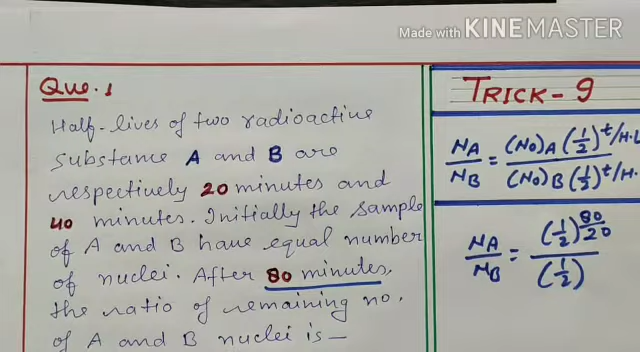 Made with KINEMASTER
Que. 1
Half-lives of two radioactive
substance A and B are
respectively 20 minutes and
40 minutes. Initially the sample
of A and B have equal number
of nuclei. After 80 minutes,
the ratio of remaining no.
of A and B nuclei is —
TRICK - 9
NA/NB = (No)A (1/2)^t/H.L / (No)B (1/2)^t/H.
NA/NB = (1/2)^80/20 / (1/2)